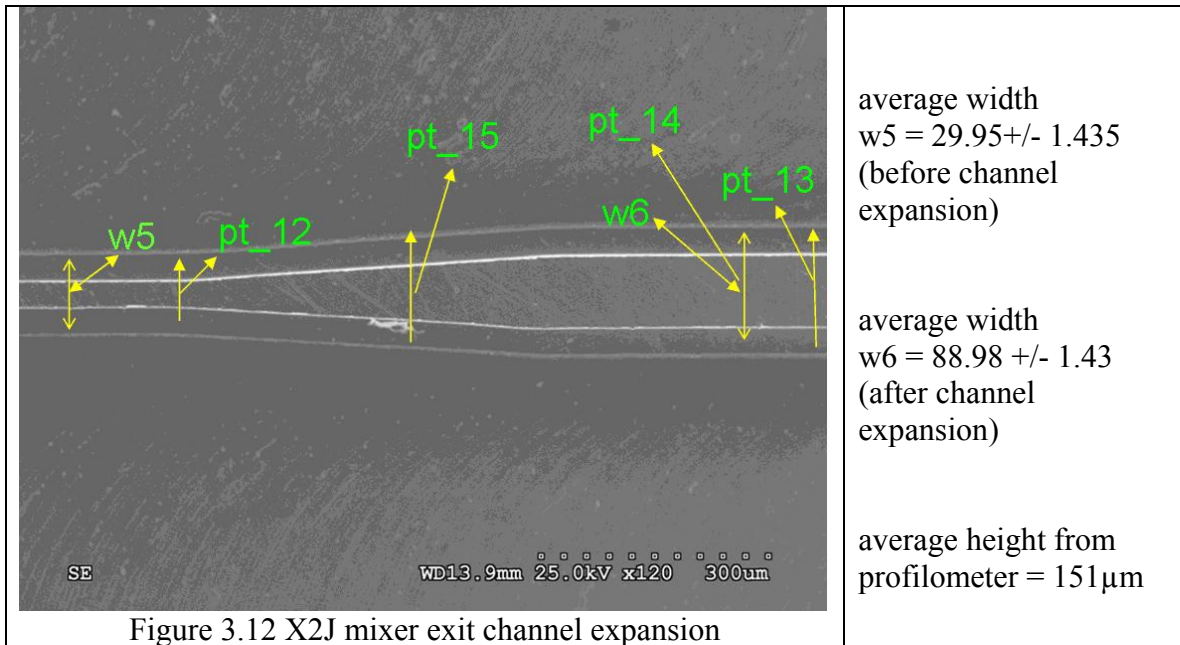 pt_15
pt_14
pt_13
w6
w5
pt_12
SE
WD13.9mm 25.0kV x120 300um
Figure 3.12 X2J mixer exit channel expansion
average width
w5 = 29.95+/- 1.435
(before channel
expansion)
average width
w6 = 88.98 +/- 1.43
(after channel
expansion)
average height from
profilometer = 151µm